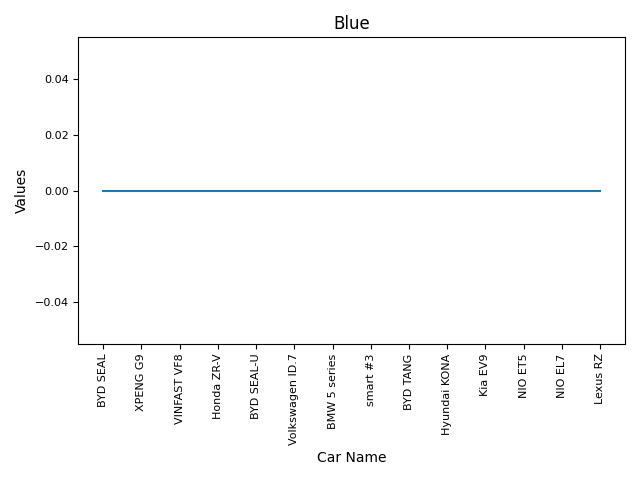 Blue
Values
0.04
0.02
0.00
−0.02
−0.04
BYD SEAL
XPENG G9
VINFAST VF8
Honda ZR-V
BYD SEAL-U
Volkswagen ID.7
BMW 5 series
smart #3
BYD TANG
Hyundai KONA
Kia EV9
NIO ET5
NIO EL7
Lexus RZ
Car Name